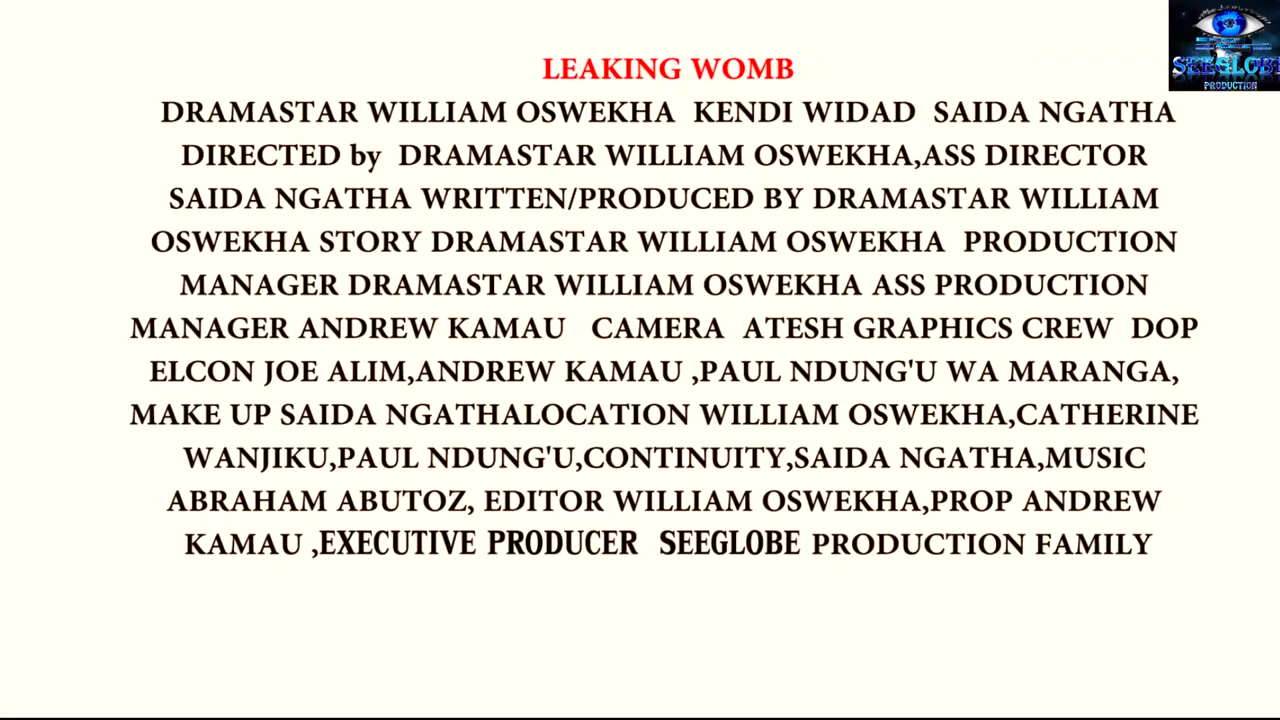 LEAKING WOMB
DRAMASTAR WILLIAM OSWEKHA  KENDI WIDAD  SAIDA NGATHA
DIRECTED by  DRAMASTAR WILLIAM OSWEKHA,ASS DIRECTOR
SAIDA NGATHA WRITTEN/PRODUCED BY DRAMASTAR WILLIAM
OSWEKHA STORY DRAMASTAR WILLIAM OSWEKHA  PRODUCTION
MANAGER DRAMASTAR WILLIAM OSWEKHA ASS PRODUCTION
MANAGER ANDREW KAMAU   CAMERA  ATESH GRAPHICS CREW  DOP
ELCON JOE ALIM,ANDREW KAMAU ,PAUL NDUNG'U WA MARANGA,
MAKE UP SAIDA NGATHALOCATION WILLIAM OSWEKHA,CATHERINE
WANJIKU,PAUL NDUNG'U,CONTINUITY,SAIDA NGATHA,MUSIC
ABRAHAM ABUTOZ, EDITOR WILLIAM OSWEKHA,PROP ANDREW
KAMAU ,EXECUTIVE PRODUCER  SEEGLOBE PRODUCTION FAMILY
SEEGLOBE
PRODUCTION